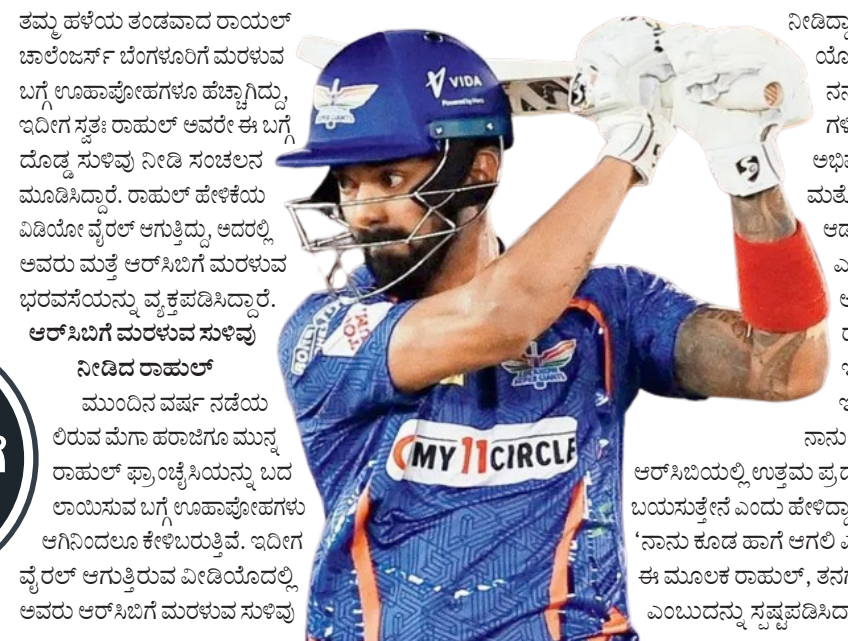 ತಮ್ಮ ಹಳೆಯ ತಂಡವಾದ ರಾಯಲ್
ಚಾಲೆಂಜರ್ಸ್ ಬೆಂಗಳೂರಿಗೆ ಮರಳುವ
ಬಗ್ಗೆ ಊಹಾಪೋಹಗಳೂ ಹೆಚ್ಚಾಗಿದ್ದು,
ಇದೀಗ ಸ್ವತಃ ರಾಹುಲ್ ಅವರೇ ಈ ಬಗ್ಗೆ
ದೊಡ್ಡ ಸುಳಿವು ನೀಡಿ ಸಂಚಲನ
ಮೂಡಿಸಿದ್ದಾರೆ. ರಾಹುಲ್ ಹೇಳಿಕೆಯ
ವಿಡಿಯೋ ವೈರಲ್ ಆಗುತ್ತಿದ್ದು, ಅದರಲ್ಲಿ
ಅವರು ಮತ್ತೆ ಆರ್‌ಸಿಬಿಗೆ ಮರಳುವ
ಭರವಸೆಯನ್ನು ವ್ಯಕ್ತಪಡಿಸಿದ್ದಾರೆ.
ಆರ್‌ಸಿಬಿಗೆ ಮರಳುವ ಸುಳಿವು
ನೀಡಿದ ರಾಹುಲ್
ಮುಂದಿನ ವರ್ಷ ನಡೆಯ
ಲಿರುವ ಮೆಗಾ ಹರಾಜಿಗೂ ಮುನ್ನ
ರಾಹುಲ್ ಫ್ರಾಂಚೈಸಿಯನ್ನು ಬದ
ಲಾಯಿಸುವ ಬಗ್ಗೆ ಊಹಾಪೋಹಗಳು
ಆಗಿನಿಂದಲೂ ಕೇಳಿಬರುತ್ತಿವೆ. ಇದೀಗ
ವೈರಲ್ ಆಗುತ್ತಿರುವ ವೀಡಿಯೊದಲ್ಲಿ
ಅವರು ಆರ್‌ಸಿಬಿಗೆ ಮರಳುವ ಸುಳಿವು
VIDA
MY11CIRCLE
ನಾನು
ಆರ್‌ಸಿಬಿಯಲ್ಲಿ ಉತ್ತಮ
ಬಯಸುತ್ತೇನೆ ಎಂದು
'ನಾನು ಕೂಡ ಹಾಗೆ ಆಗಲಿ
ಈ ಮೂಲಕ ರಾಹುಲ್,
ಎಂಬುದನ್ನು